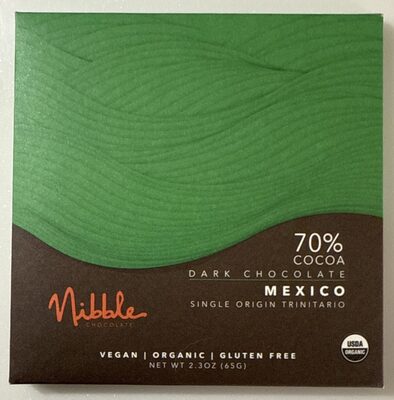 70%
COCOA
DARK CHOCOLATE
MEXICO
SINGLE ORIGIN TRINITARIO
nibble
CHOCOLATE
USDA
ORGANIC
VEGAN | ORGANIC | GLUTEN FREE
NET WT 2.3OZ (65G)